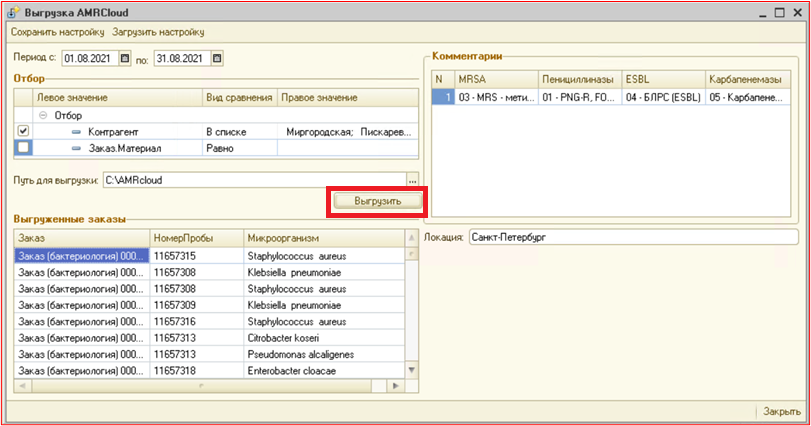 Выгрузка AMRCloud
Сохранить настройку Загрузить настройку
Период с: 01.08.2021 по: 31.08.2021
Отбор
Левое значение Вид сравнения Правое значение
Отбор
Контрагент В списке Миргородская; Пискарев...
Заказ.Материал Равно
Путь для выгрузки: C:\AMRcloud ...
Выгрузить
Комментарии
N MRSA Пенициллиназы ESBL Карбапенемазы
1 03 - MRS - мети... 01 - PNG-R, FO... 04 - БЛРС (ESBL) 05 - Карбапене...
Выгруженные заказы
Заказ НомерПробы Микроорганизм
Заказ (бактериология) 000... 11657315 Staphylococcus aureus
Заказ (бактериология) 000... 11657308 Klebsiella pneumoniae
Заказ (бактериология) 000... 11657308 Staphylococcus aureus
Заказ (бактериология) 000... 11657309 Klebsiella pneumoniae
Заказ (бактериология) 000... 11657316 Staphylococcus aureus
Заказ (бактериология) 000... 11657313 Citrobacter koseri
Заказ (бактериология) 000... 11657313 Pseudomonas alcaligenes
Заказ (бактериология) 000... 11657318 Enterobacter cloacae
Локация: Санкт-Петербург
Закрыть